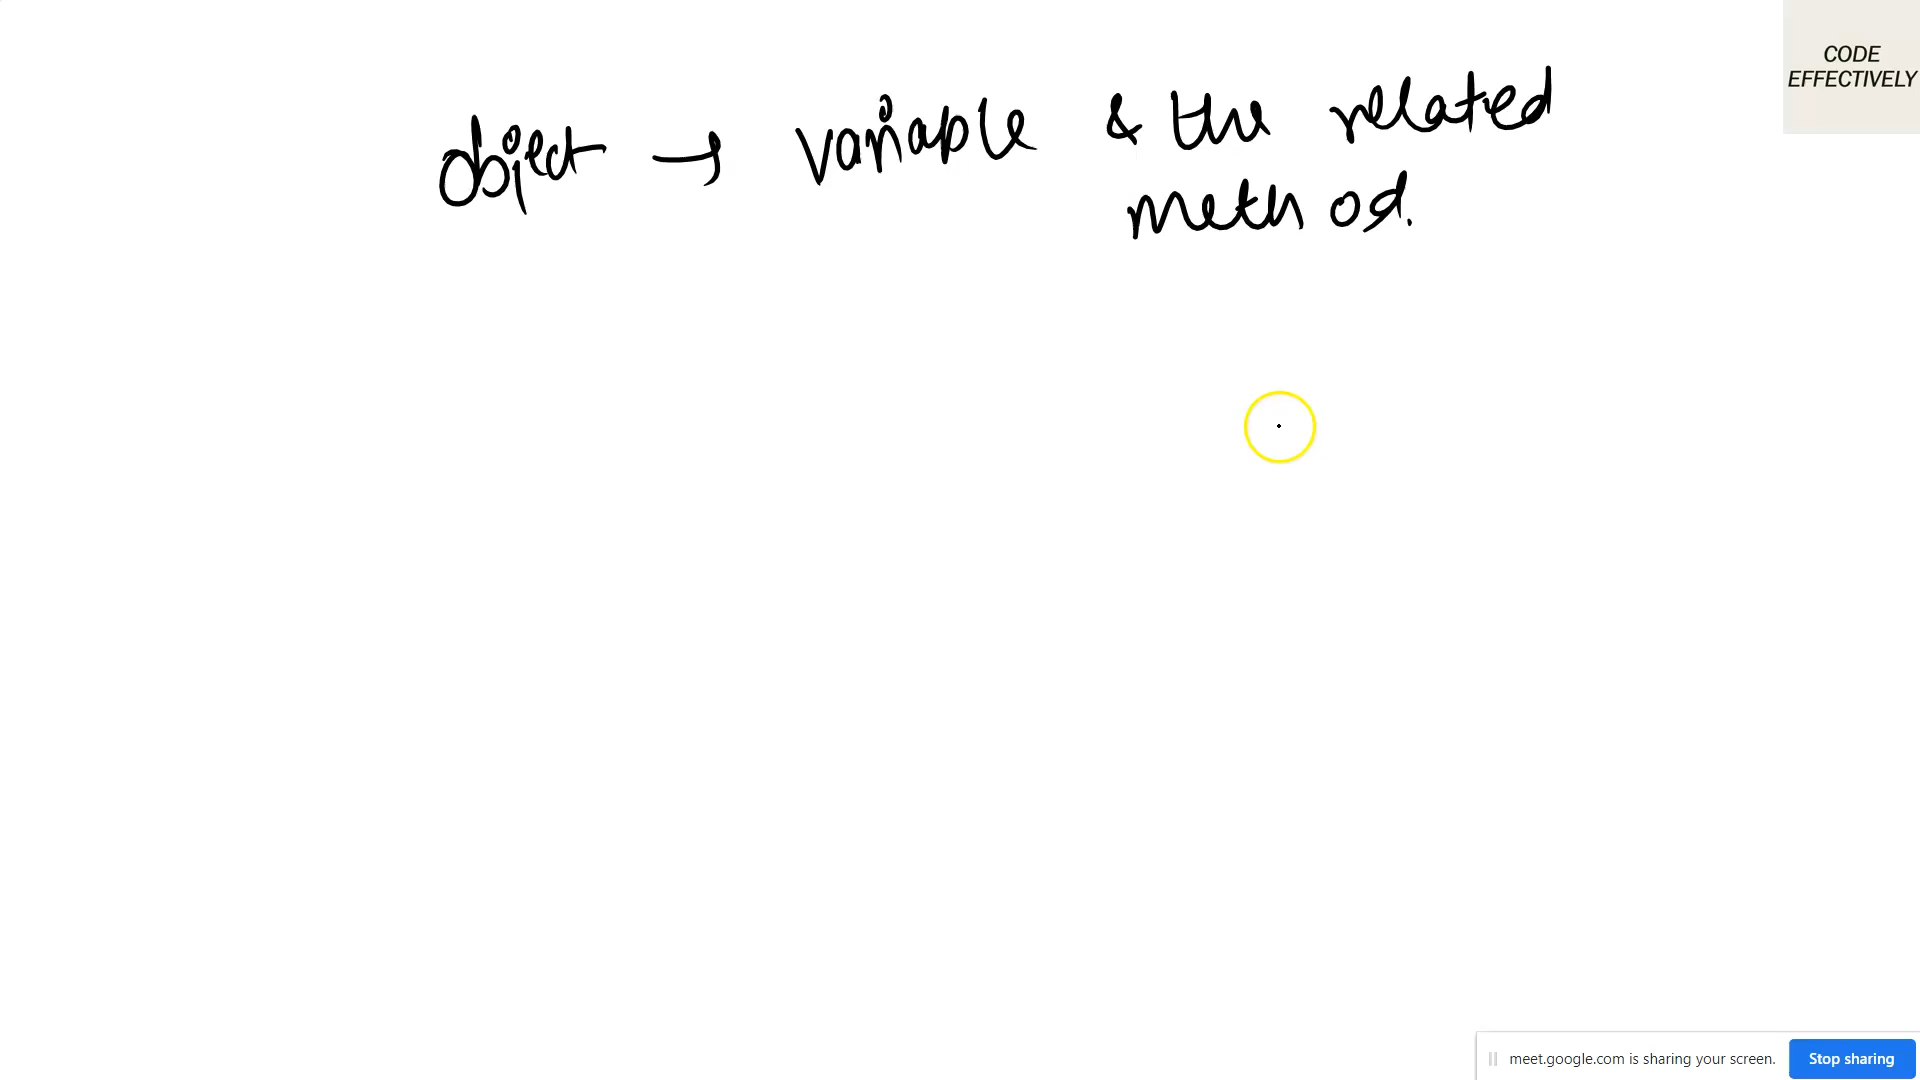 CODE
EFFECTIVELY
object → variable & the related
method.
meet.google.com is sharing your screen.
Stop sharing